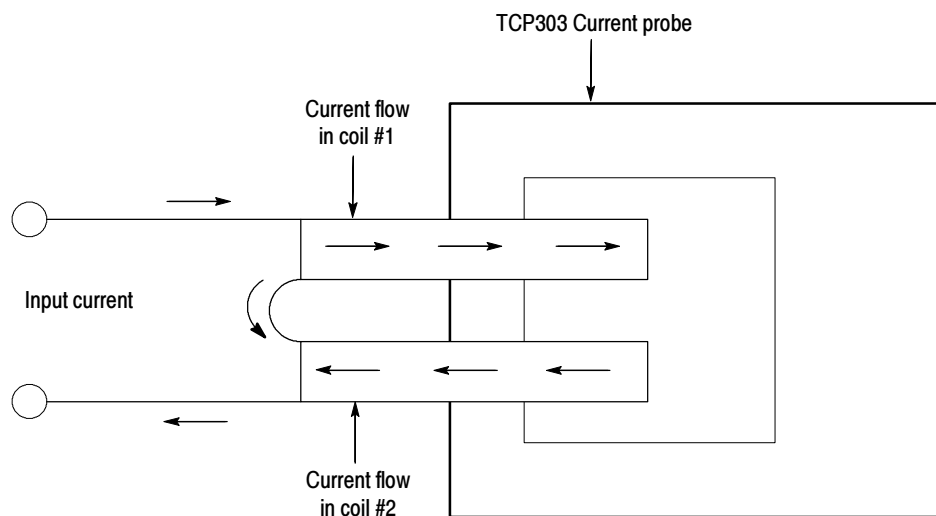 TCP303 Current probe
Current flow
in coil #1
Input current
Current flow
in coil #2